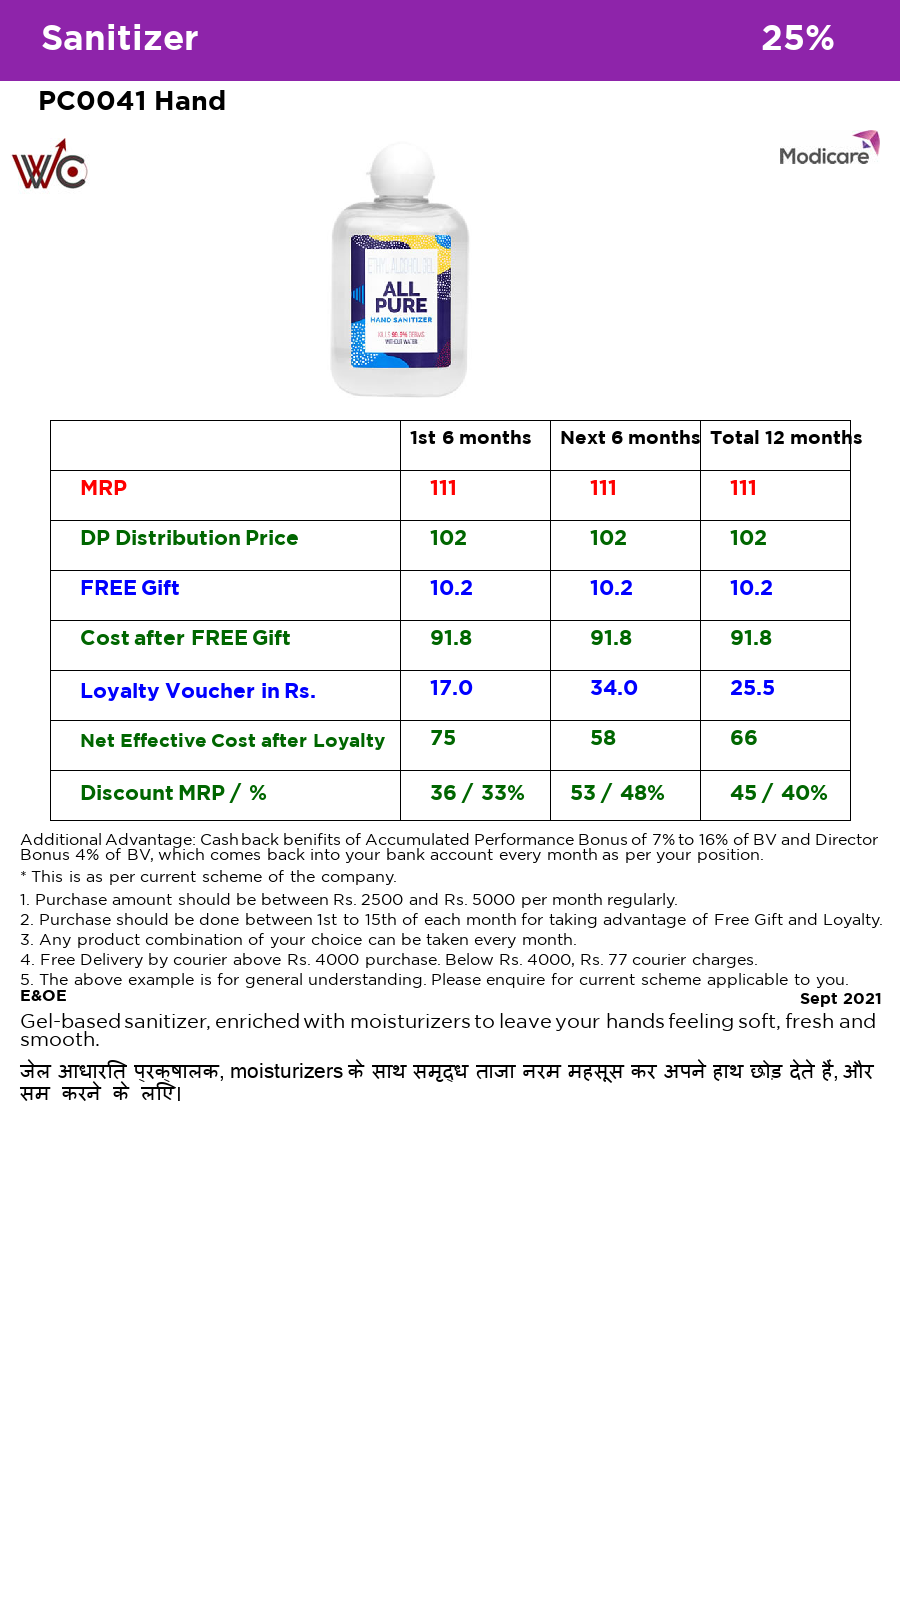 Sanitizer 25%
PC0041 Hand
WC
Modicare
ETHYL ALCOHOL GEL
ALL
PURE
HAND SANITIZER
KILLS 99.9% GERMS
WITHOUT WATER
1st 6 months Next 6 months Total 12 months
MRP 111 111 111
DP Distribution Price 102 102 102
FREE Gift 10.2 10.2 10.2
Cost after FREE Gift 91.8 91.8 91.8
Loyalty Voucher in Rs. 17.0 34.0 25.5
Net Effective Cost after Loyalty 75 58 66
Discount MRP / % 36 / 33% 53 / 48% 45 / 40%
Additional Advantage: Cashback benifits of Accumulated Performance Bonus of 7% to 16% of BV and Director
Bonus 4% of BV, which comes back into your bank account every month as per your position.
* This is as per current scheme of the company.
1. Purchase amount should be between Rs. 2500 and Rs. 5000 per month regularly.
2. Purchase should be done between 1st to 15th of each month for taking advantage of Free Gift and Loyalty.
3. Any product combination of your choice can be taken every month.
4. Free Delivery by courier above Rs. 4000 purchase. Below Rs. 4000, Rs. 77 courier charges.
5. The above example is for general understanding. Please enquire for current scheme applicable to you.
E&OE Sept 2021
Gel-based sanitizer, enriched with moisturizers to leave your hands feeling soft, fresh and
smooth.
जेल आधारित प्रक्षालक, moisturizers के साथ समृद्ध ताजा नरम महसूस कर अपने हाथ छोड़ देते हैं, और
सम करने के लिए।